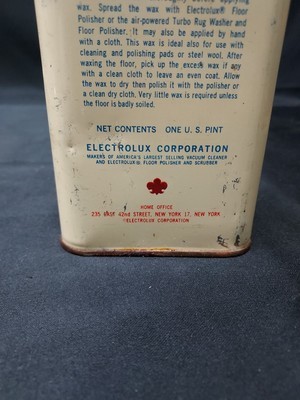 wax. Spread the wax with Electrolux® Floor
Polisher or the air-powered Turbo Rug Washer and
Floor Polisher. It may also be applied by hand
with a cloth. This wax is ideal also for use with
cleaning and polishing pads or steel wool. After
waxing the floor, pick up the excess wax if any
with a clean cloth to leave an even coat. Allow
the wax to dry then polish it with the polisher or
a clean dry cloth. Very little wax is required unless
the floor is badly soiled.
NET CONTENTS ONE U. S. PINT
ELECTROLUX CORPORATION
MAKERS OF AMERICA'S LARGEST SELLING VACUUM CLEANER
AND ELECTROLUX® FLOOR POLISHER AND SCRUBBER
HOME OFFICE
235 EAST 42nd STREET, NEW YORK 17, NEW YORK
ELECTROLUX CORPORATION